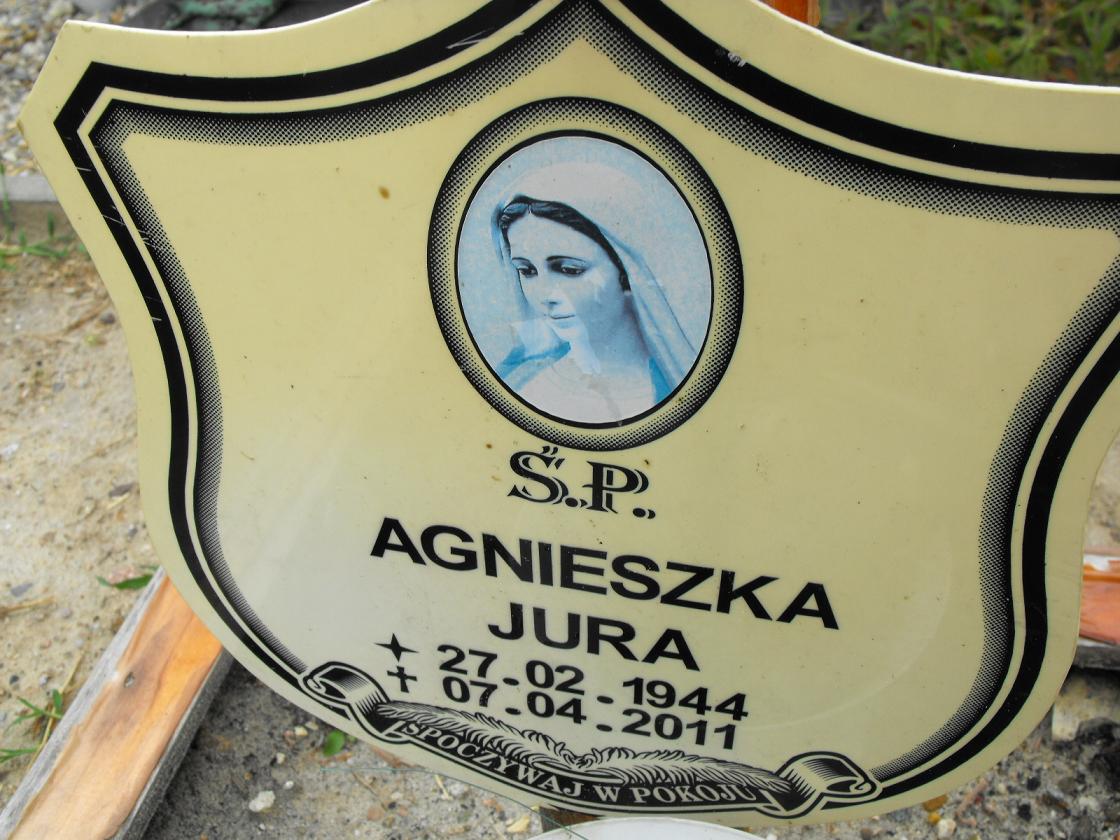 Ś.P.
AGNIESZKA
JURA
27.02.1944
07.04.2011
SPOCZYWAJ W POKOJU